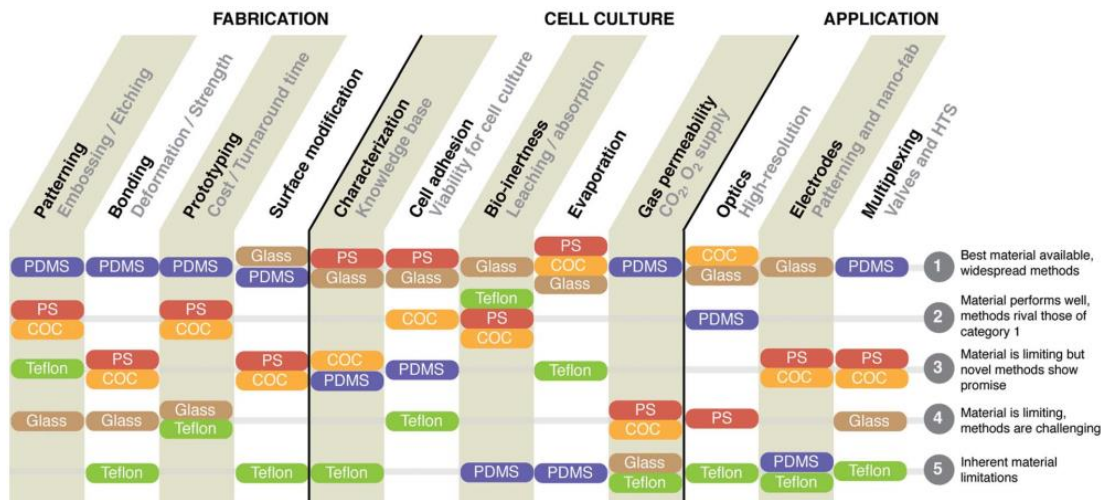 FABRICATION
CELL CULTURE
APPLICATION
Patterning
Embossing / Etching
Bonding
Deformation / Strength
Prototyping
Cost / Turnaround time
Surface modification
Characterization
Knowledge base
Cell adhesion
Viability for cell culture
Bio-inertness
Leaching / absorption
Evaporation
Gas permeability
CO2, O2 supply
Optics
High-resolution
Electrodes
Patterning and nano-fab
Multiplexing
Valves and HTS
PS
Glass PS PS COC
PDMS PDMS PDMS Glass COC PDMS Glass PDMS
PDMS Glass Glass Glass Glass
1
Best material available,
widespread methods
Teflon
PS PS PS
COC PDMS
COC COC COC
2
Material performs well,
methods rival those of
category 1
PS PS COC PS PS
Teflon PDMS Teflon
COC COC PDMS COC COC
3
Material is limiting but
novel methods show
promise
Glass PS
Glass Glass Teflon PS Glass
Teflon COC
4
Material is limiting,
methods are challenging
Glass PDMS
Teflon Teflon Teflon PDMS PDMS Teflon Teflon
Teflon Teflon
5
Inherent material
limitations